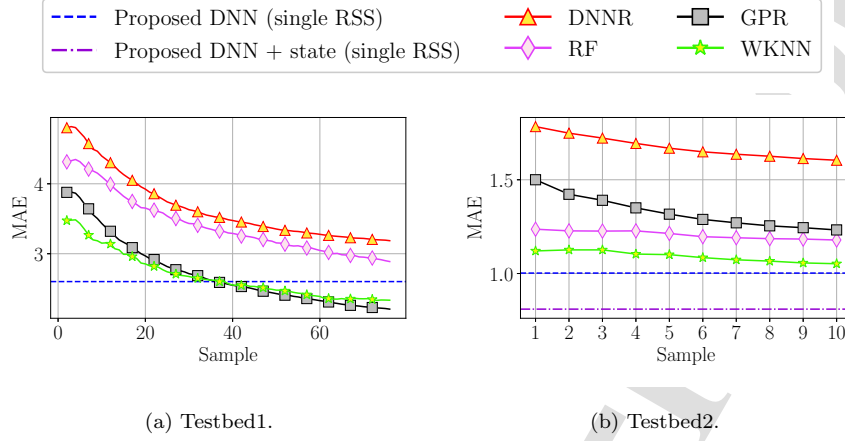 Proposed DNN (single RSS)
Proposed DNN + state (single RSS)
DNNR
RF
GPR
WKNN
MAE
4
3
0 20 40 60
Sample
(a) Testbed1.
MAE
1.5
1.0
1 2 3 4 5 6 7 8 9 10
Sample
(b) Testbed2.